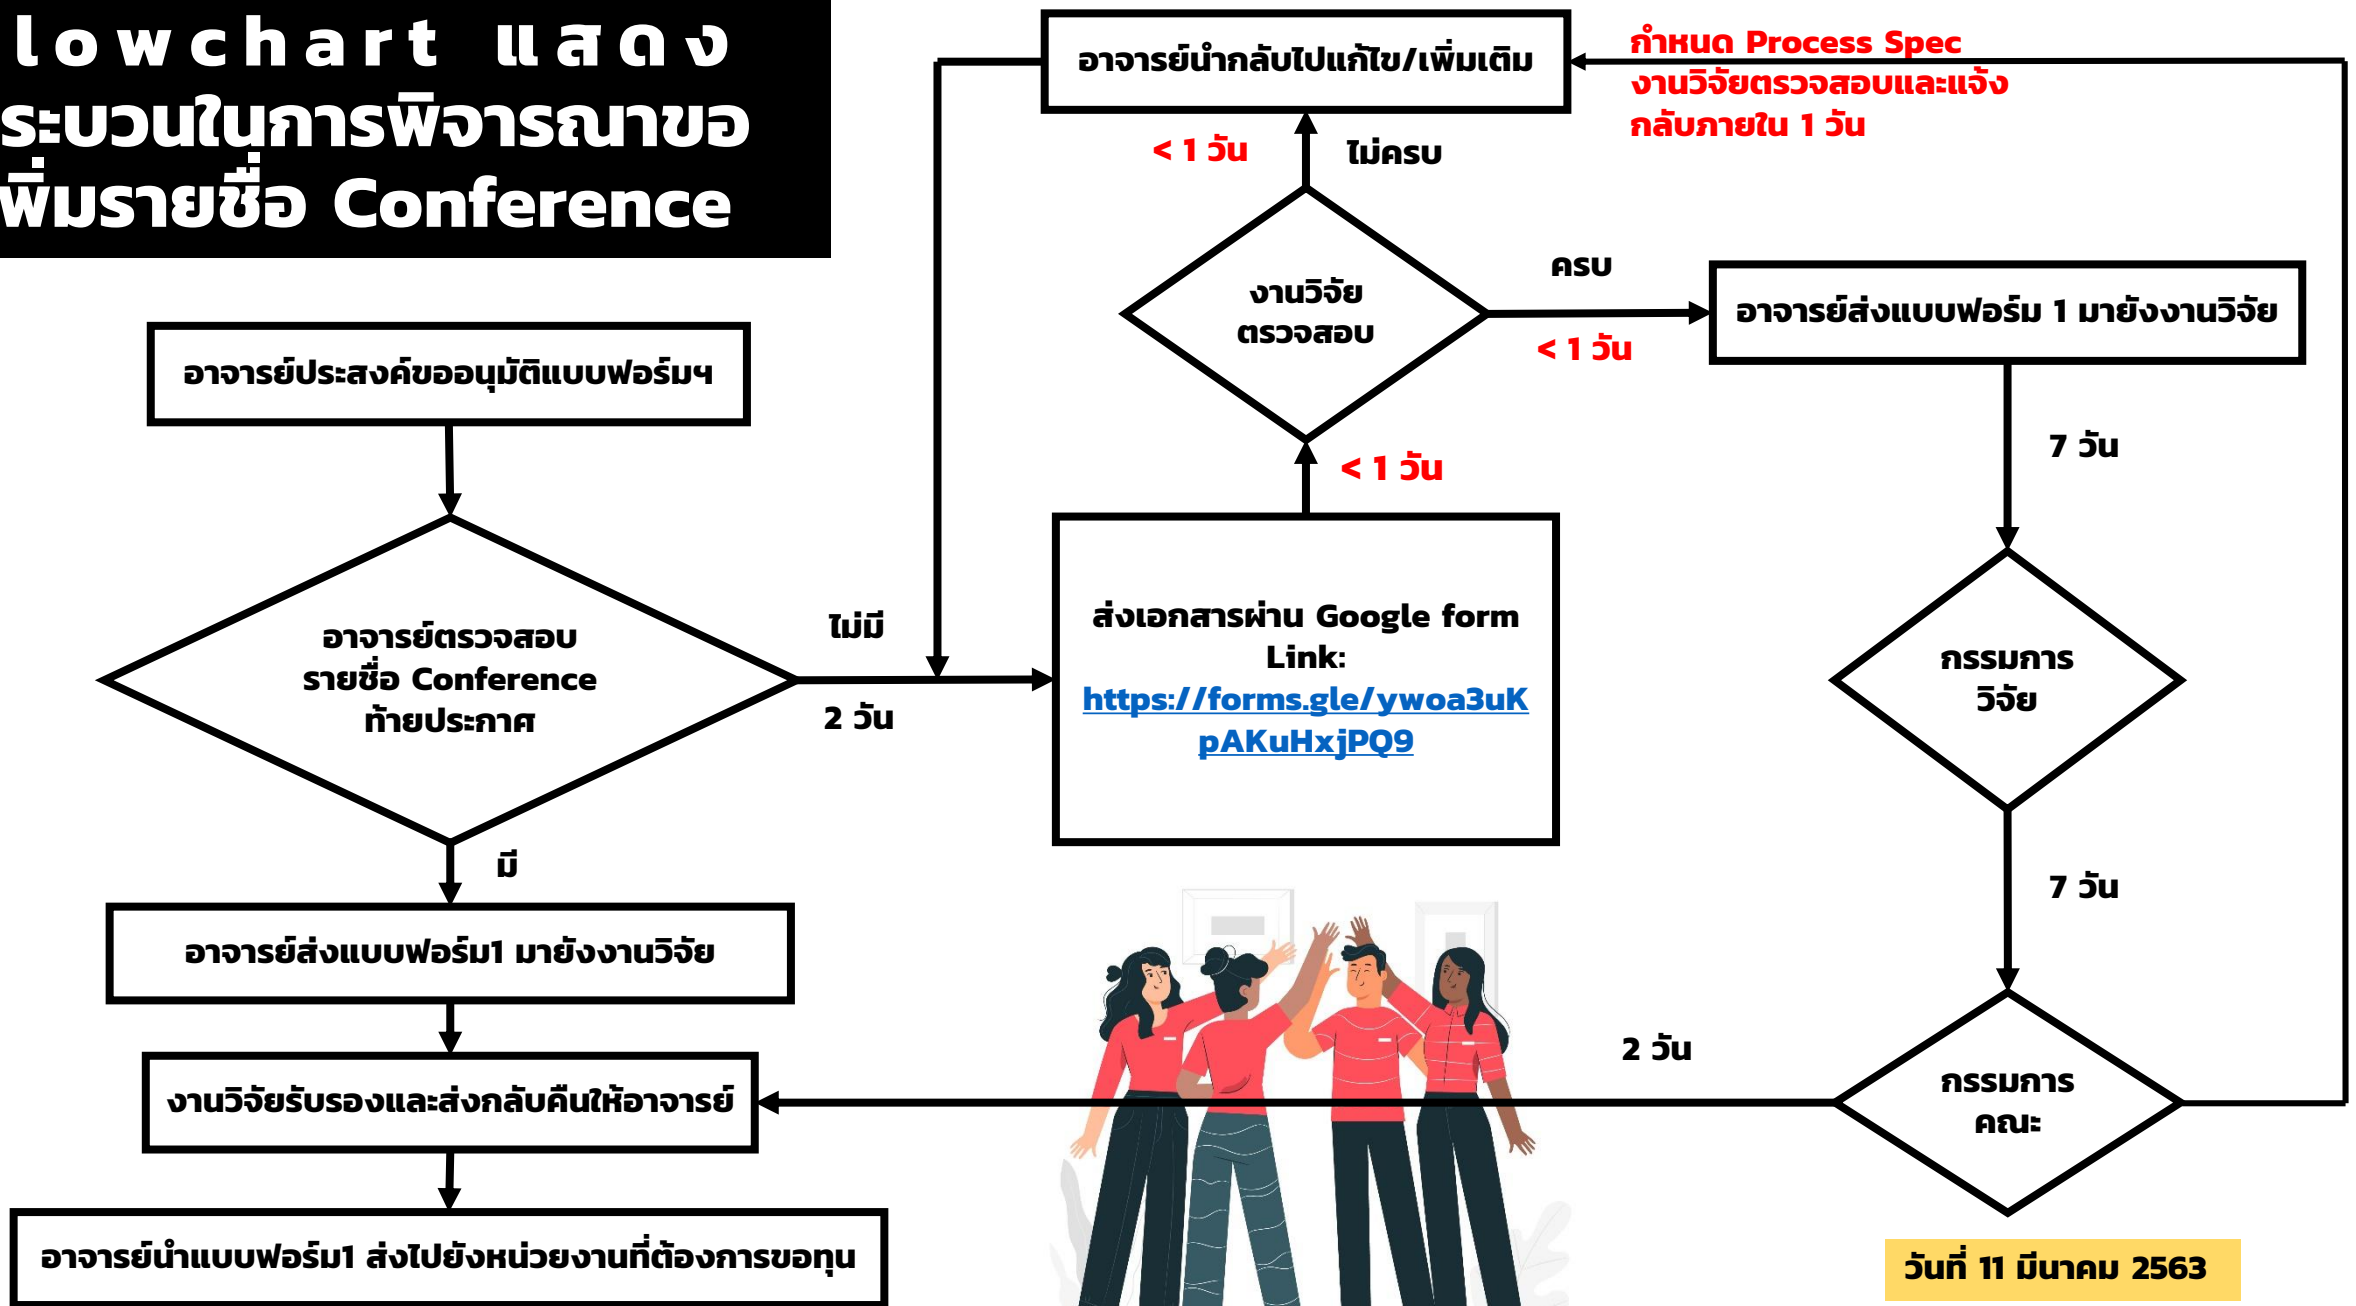 lowchart แสดง
ระบวนในการพิจารณาขอ
พิ่มรายชื่อ Conference
อาจารย์นำกลับไปแก้ไข/เพิ่มเติม
กำหนด Process Spec
งานวิจัยตรวจสอบและแจ้ง
กลับภายใน 1 วัน
< 1 วัน
ไม่ครบ
งานวิจัย
ตรวจสอบ
ครบ
< 1 วัน
อาจารย์ส่งแบบฟอร์ม 1 มายังงานวิจัย
อาจารย์ประสงค์ขออนุมัติแบบฟอร์มฯ
7 วัน
< 1 วัน
อาจารย์ตรวจสอบ
รายชื่อ Conference
ท้ายประกาศ
ไม่มี
2 วัน
ส่งเอกสารผ่าน Google form
Link:
https://forms.gle/ywoa3uK
pAKuHxjPQ9
กรรมการ
วิจัย
มี
7 วัน
อาจารย์ส่งแบบฟอร์ม1 มายังงานวิจัย
2 วัน
งานวิจัยรับรองและส่งกลับคืนให้อาจารย์
กรรมการ
คณะ
อาจารย์นำแบบฟอร์ม1 ส่งไปยังหน่วยงานที่ต้องการขอทุน
วันที่ 11 มีนาคม 2563